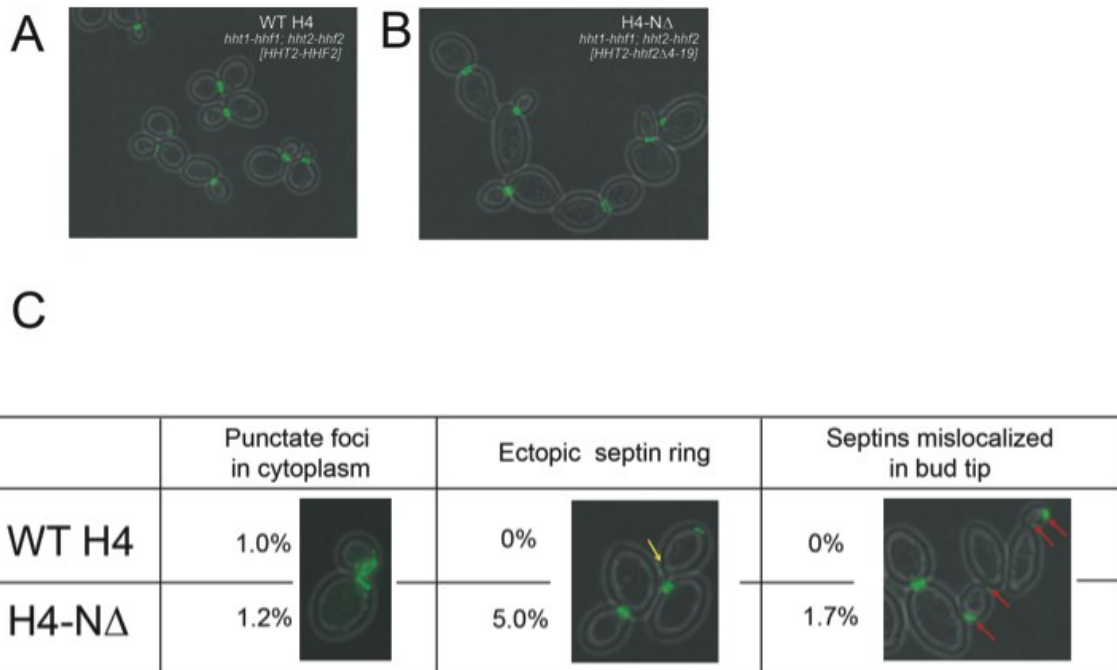 A
WT H4
hht1-hhf1; hht2-hhf2
[HHT2-HHF2]
B
H4-NΔ
hht1-hhf1; hht2-hhf2
[HHT2-hhf2Δ4-19]
C
Punctate foci
in cytoplasm
Ectopic septin ring
Septins mislocalized
in bud tip
WT H4
1.0%
0%
0%
H4-NΔ
1.2%
5.0%
1.7%